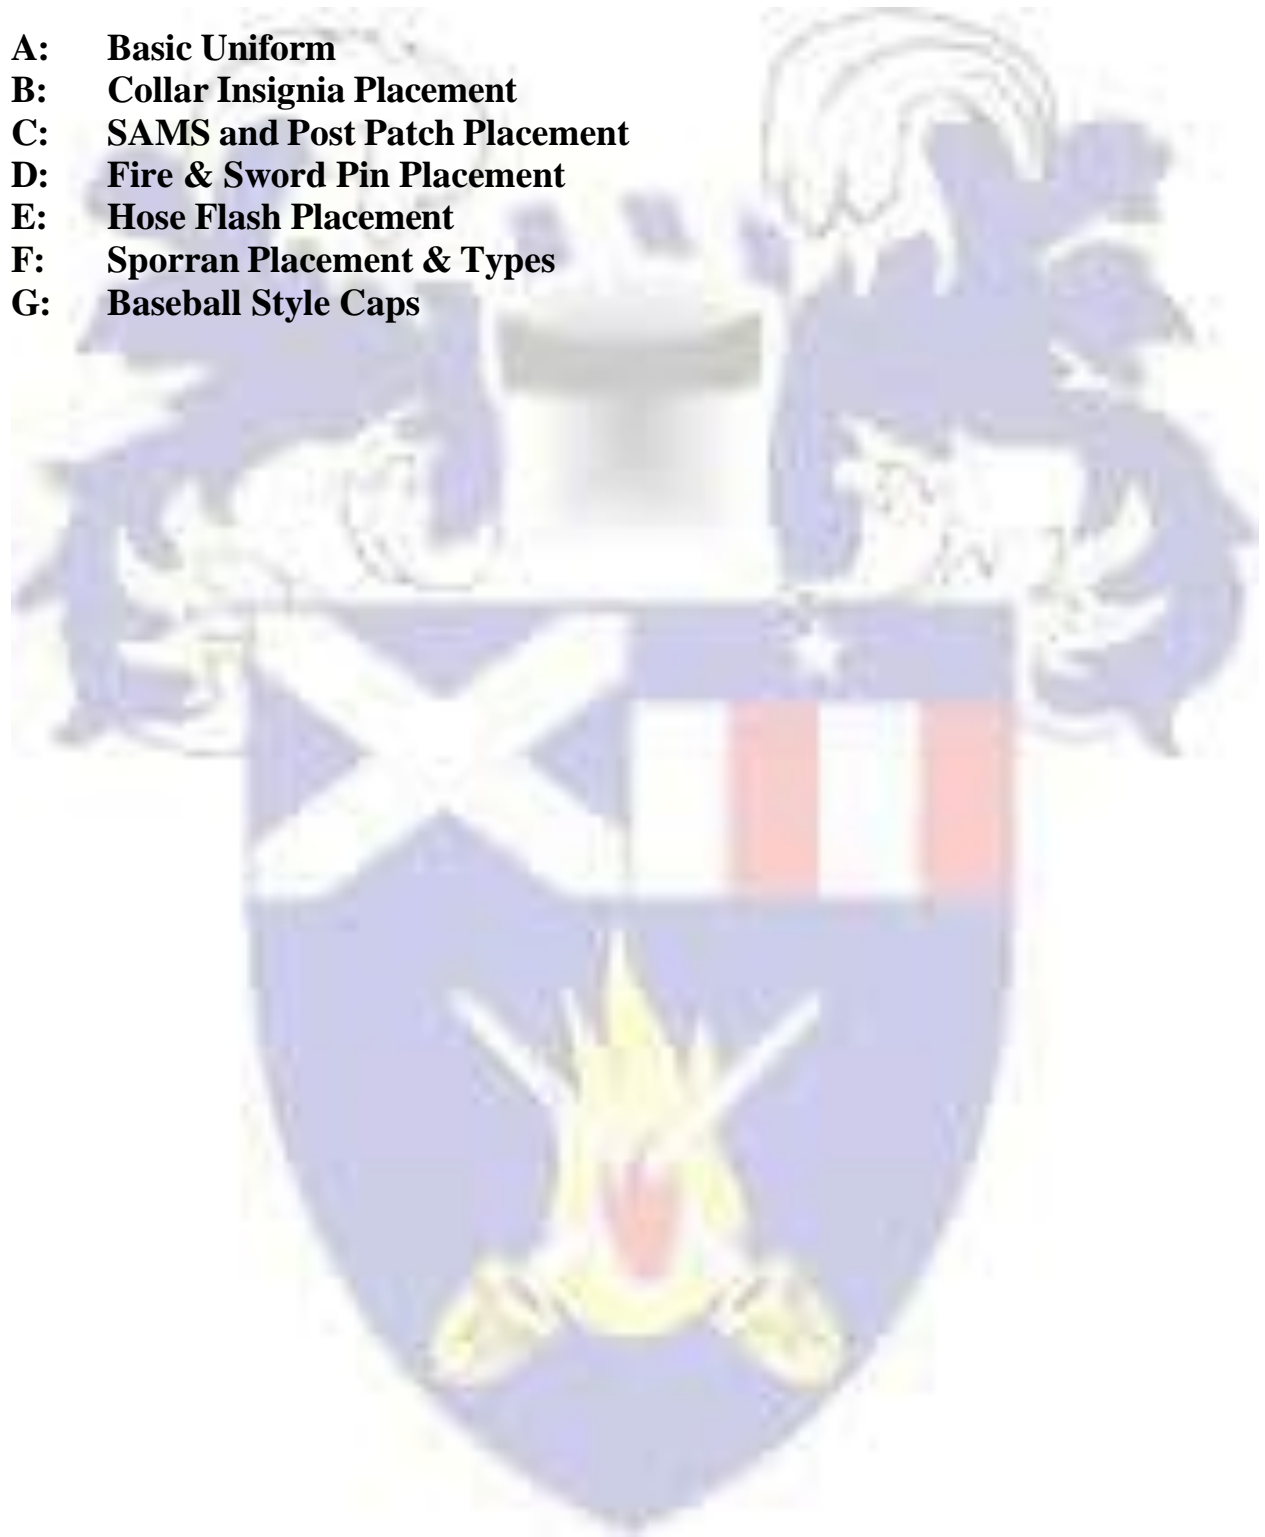 A: Basic Uniform
B: Collar Insignia Placement
C: SAMS and Post Patch Placement
D: Fire & Sword Pin Placement
E: Hose Flash Placement
F: Sporran Placement & Types
G: Baseball Style Caps